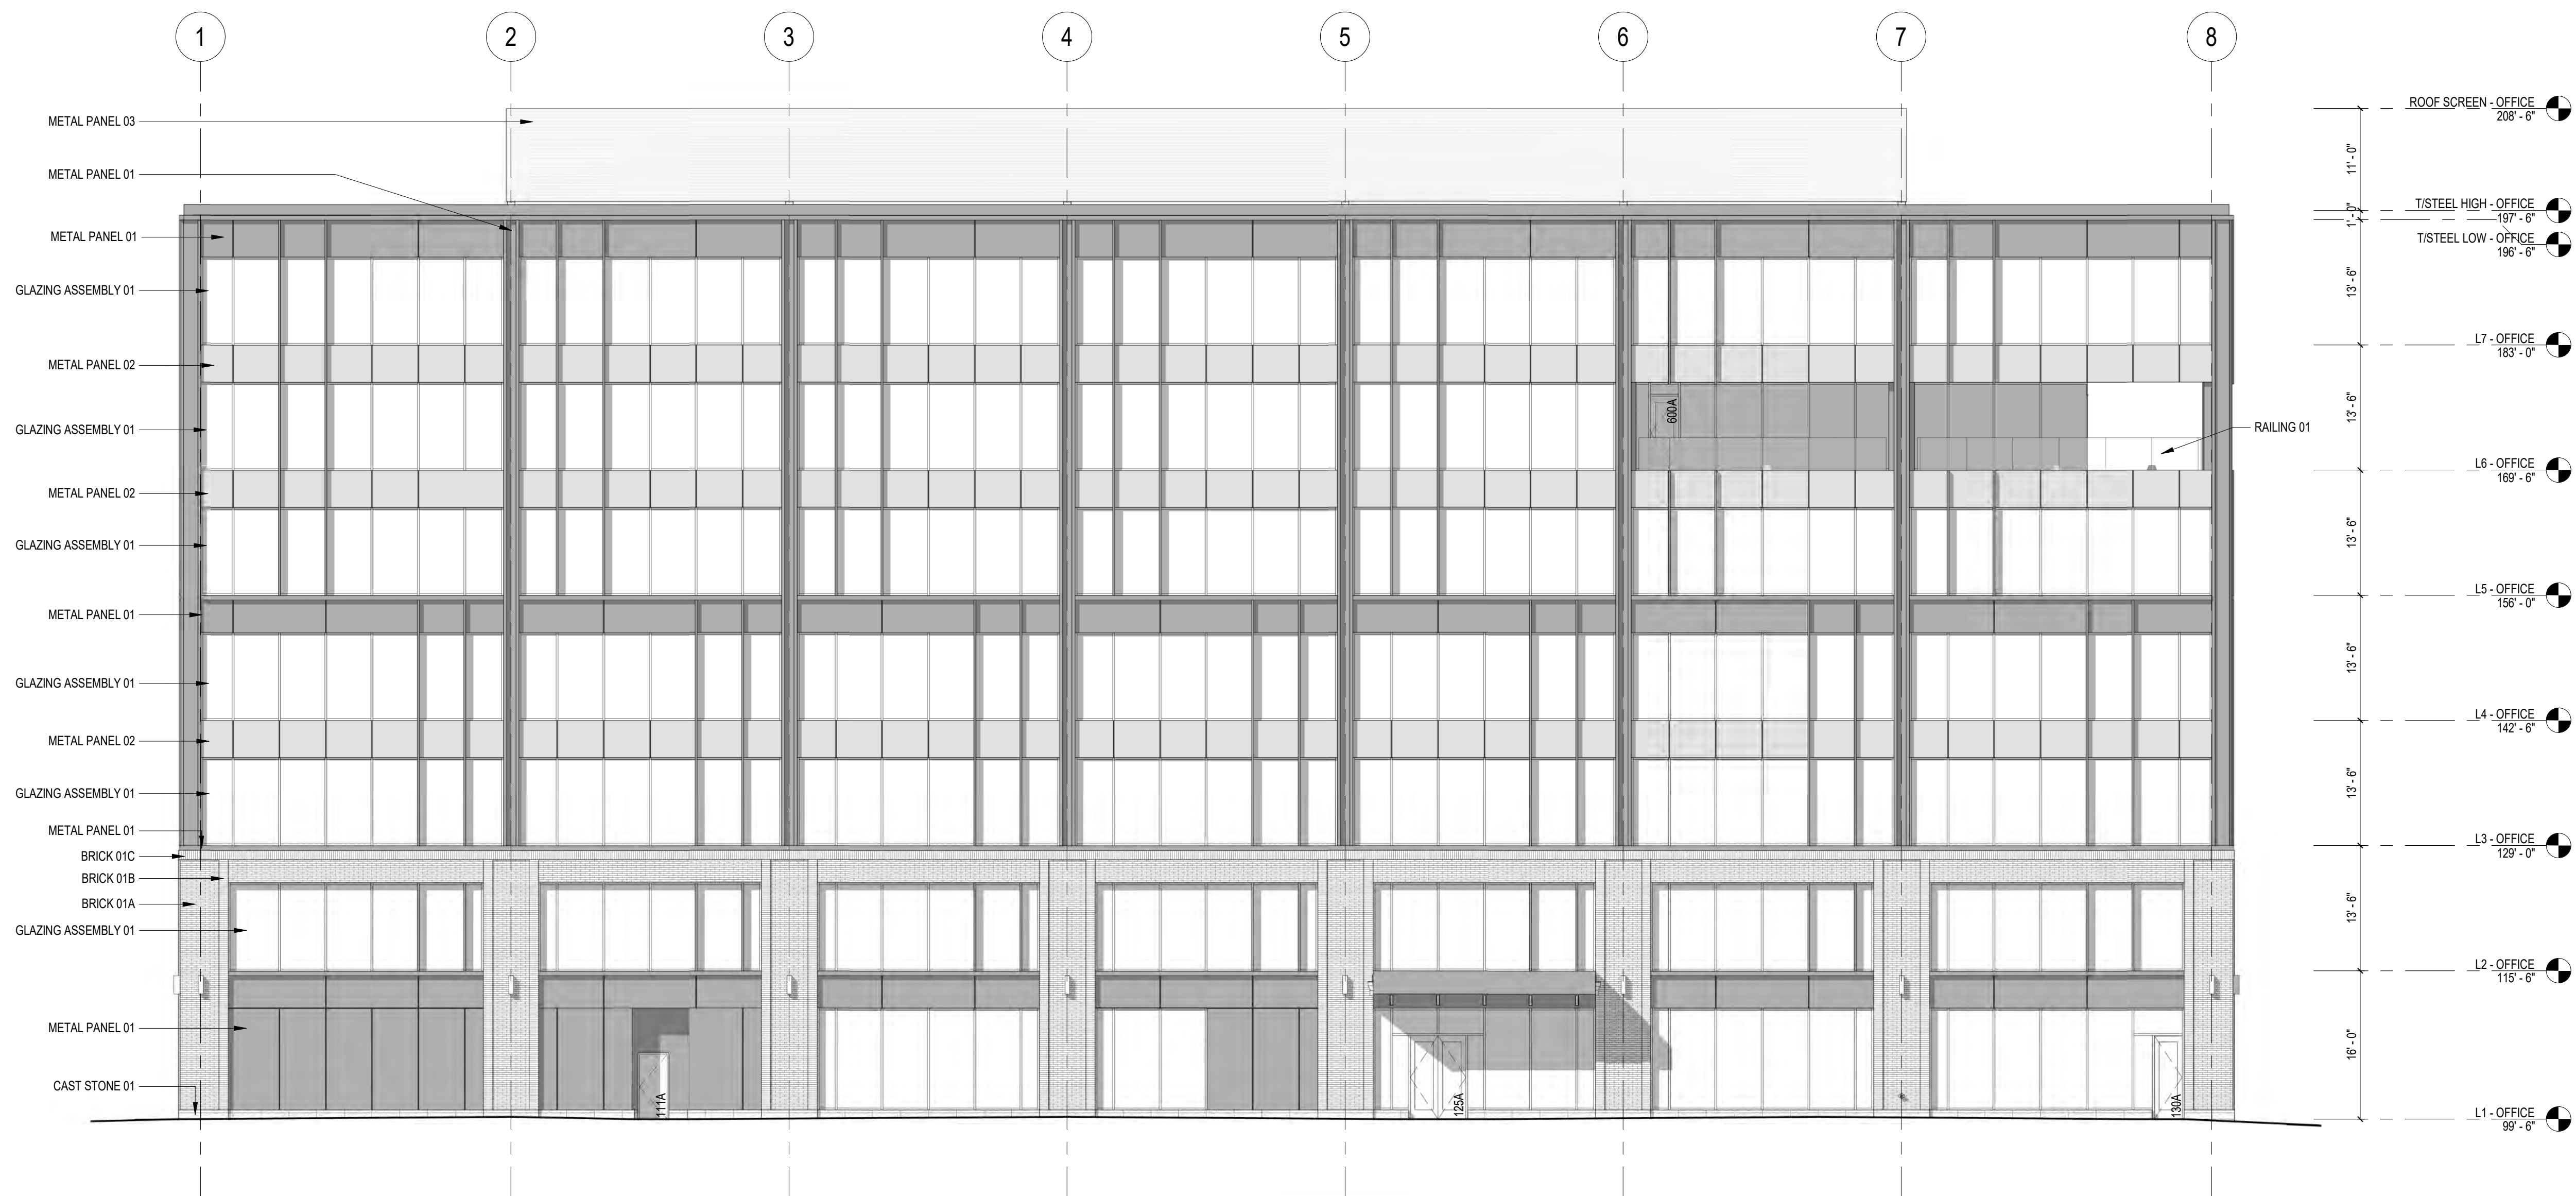 1 2 3 4 5 6 7 8
METAL PANEL 03
METAL PANEL 01
METAL PANEL 01
GLAZING ASSEMBLY 01
METAL PANEL 02
GLAZING ASSEMBLY 01
METAL PANEL 02
GLAZING ASSEMBLY 01
METAL PANEL 01
GLAZING ASSEMBLY 01
METAL PANEL 02
GLAZING ASSEMBLY 01
METAL PANEL 01
BRICK 01C
BRICK 01B
BRICK 01A
GLAZING ASSEMBLY 01
METAL PANEL 01
CAST STONE 01
600A
111A
125A
130A
RAILING 01
11' - 0"
1' - 0"
13' - 6"
13' - 6"
13' - 6"
13' - 6"
13' - 6"
13' - 6"
16' - 0"
ROOF SCREEN - OFFICE
208' - 6"
T/STEEL HIGH - OFFICE
197' - 6"
T/STEEL LOW - OFFICE
196' - 6"
L7 - OFFICE
183' - 0"
L6 - OFFICE
169' - 6"
L5 - OFFICE
156' - 0"
L4 - OFFICE
142' - 6"
L3 - OFFICE
129' - 0"
L2 - OFFICE
115' - 6"
L1 - OFFICE
99' - 6"